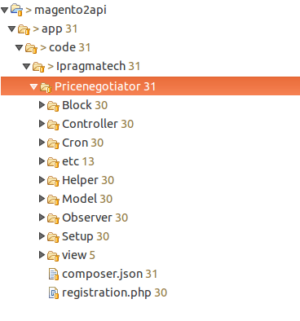 > magento2api
> app 31
> code 31
> Ipragmatech 31
Pricenegotiator 31
Block 30
Controller 30
Cron 30
etc 13
Helper 30
Model 30
Observer 30
Setup 30
view 5
composer.json 31
registration.php 30